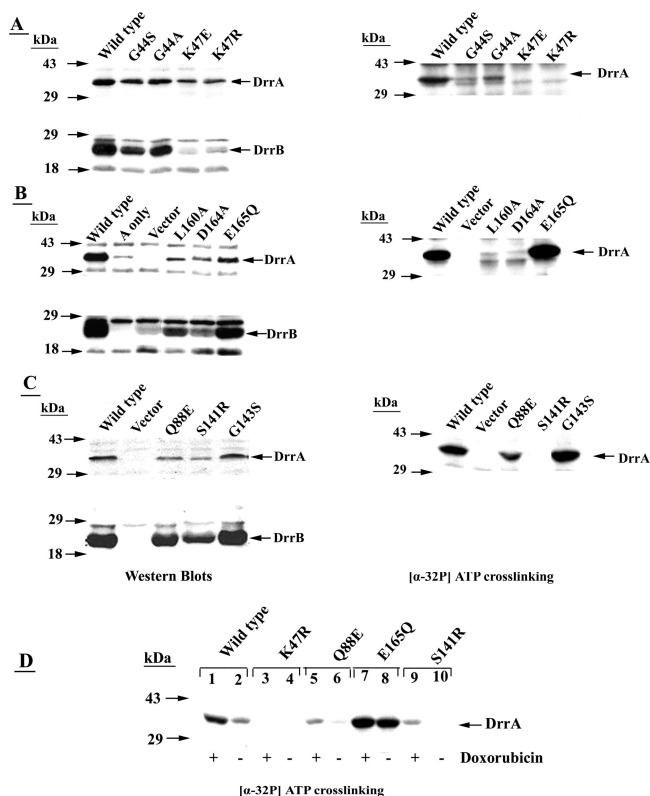 A
kDa
Wild type G44S G44A K47E K47R
43
DrrA
29
29
DrrB
18
Wild type G44S G44A K47E K47R
kDa
43
DrrA
29
B
kDa
Wild type A only Vector L160A D164A E165Q
43
DrrA
29
29
DrrB
18
kDa
Wild type Vector L160A D164A E165Q
43
DrrA
29
C
kDa
Wild type Vector Q88E S141R G143S
43
DrrA
29
29
DrrB
18
Western Blots
kDa
Wild type Vector Q88E S141R G143S
43
DrrA
29
[α-32P] ATP crosslinking
D
kDa
Wild type K47R Q88E E165Q S141R
1 2 3 4 5 6 7 8 9 10
43
DrrA
29
+ - + - + - + - + - Doxorubicin
[α-32P] ATP crosslinking